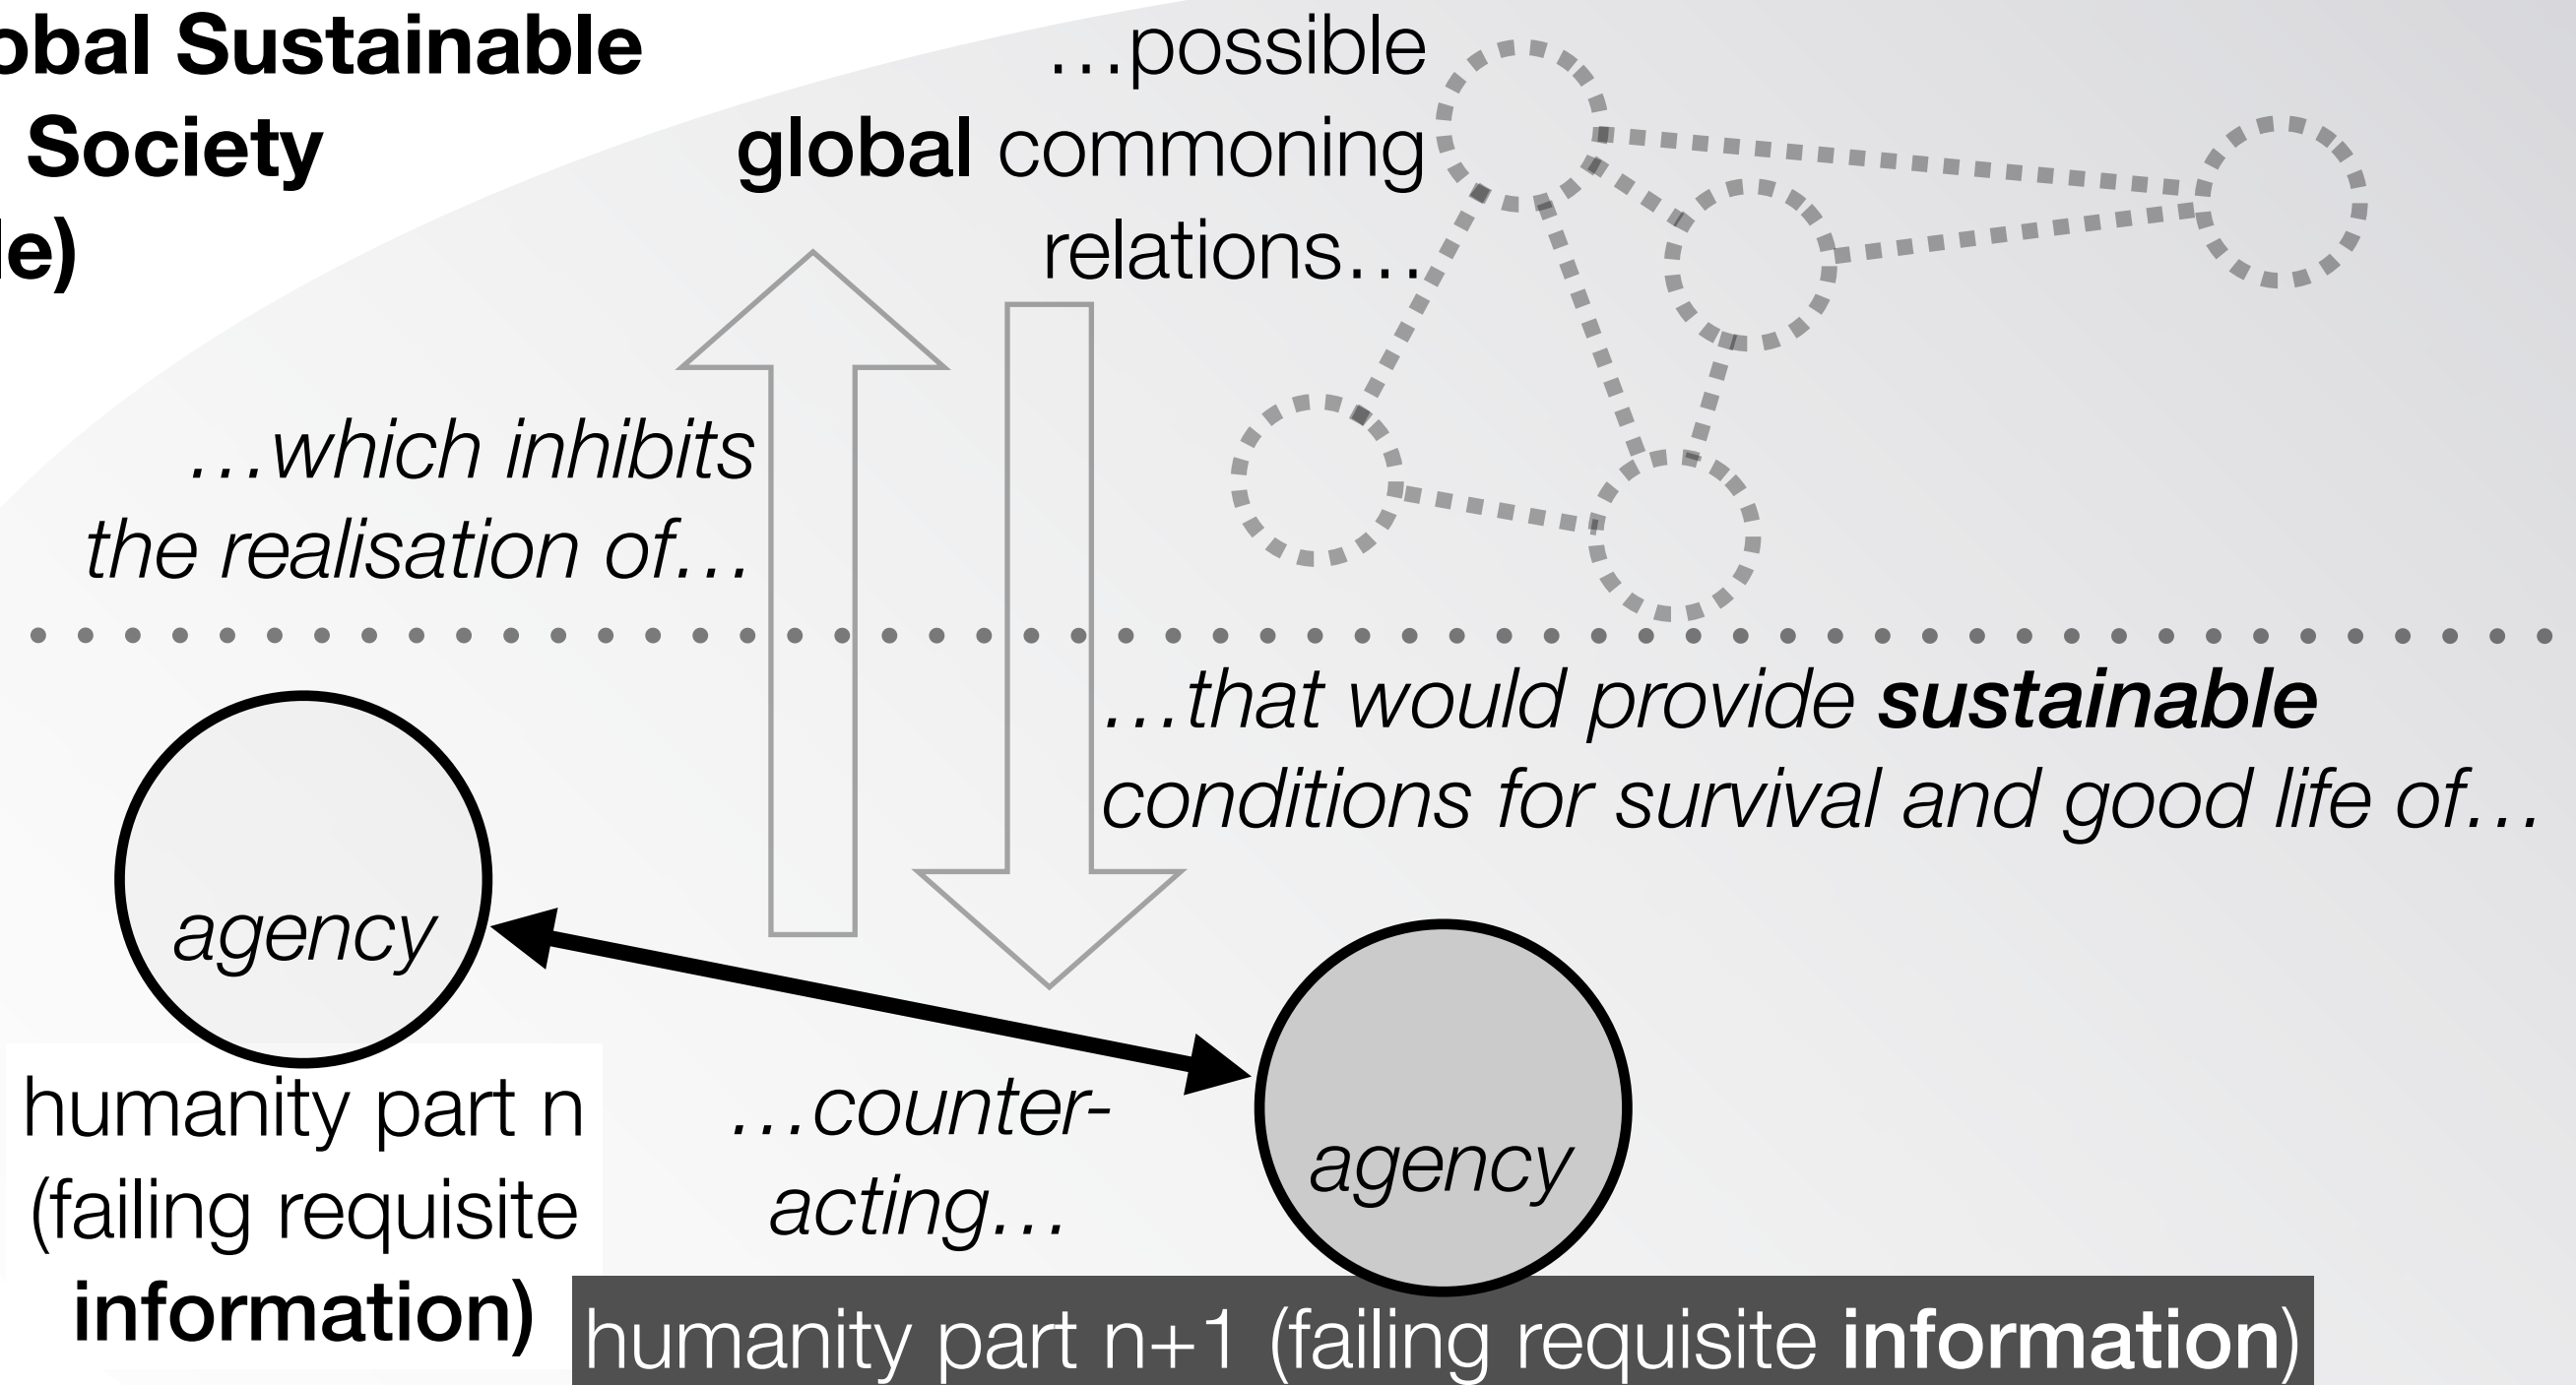 obal Sustainable
Society
le)
…possible
global commoning
relations…
…which inhibits
the realisation of…
…that would provide sustainable
conditions for survival and good life of…
agency
humanity part n
(failing requisite
information)
…counter-
acting…
agency
humanity part n+1 (failing requisite information)